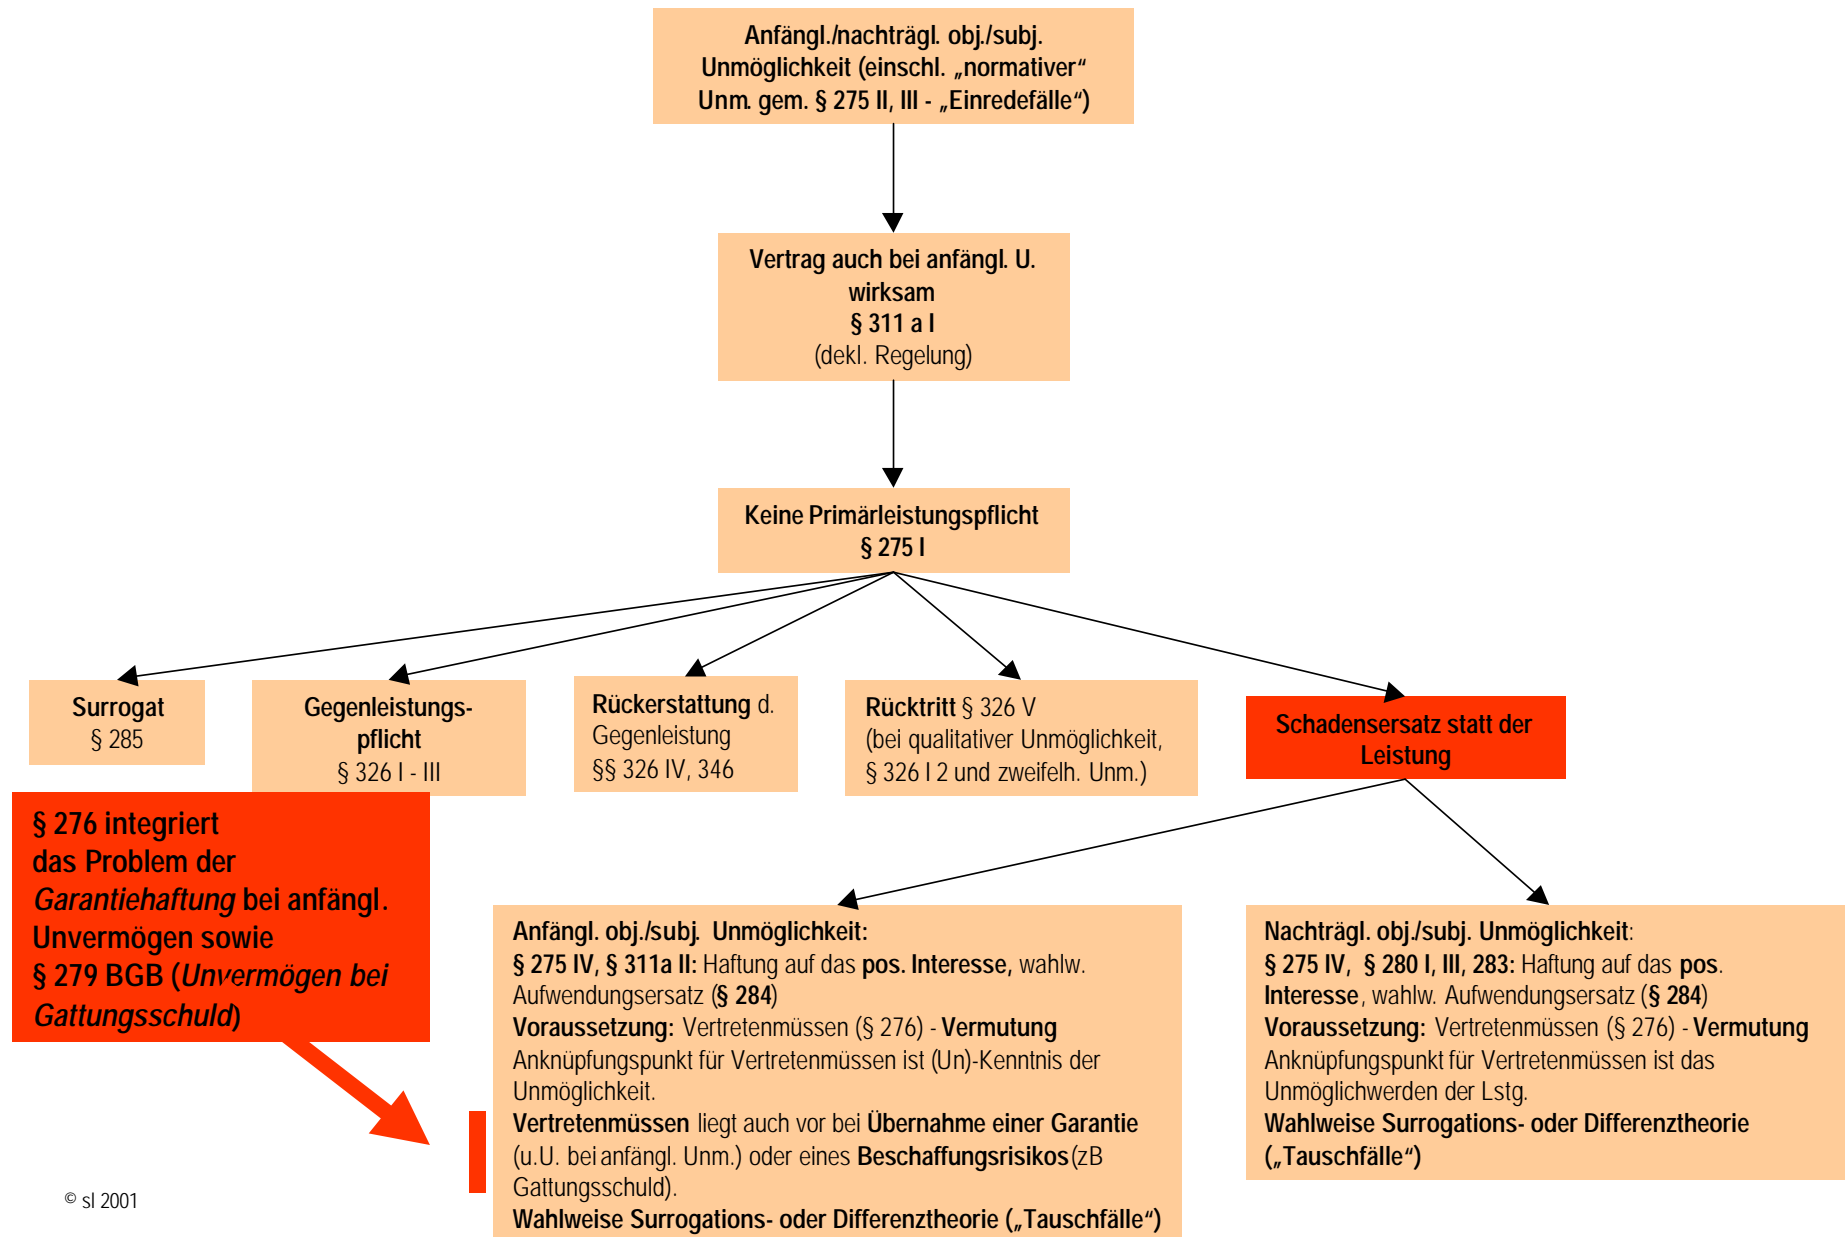 Anfängl./nachträgl. obj./subj.
Unmöglichkeit (einschl. „normativer“
Unm. gem. § 275 II, III - „Einredefälle“)
Vertrag auch bei anfängl. U.
wirksam
§ 311 a I
(dekl. Regelung)
Keine Primärleistungspflicht
§ 275 I
Surrogat
§ 285
Gegenleistungs-
pflicht
§ 326 I - III
Rückerstattung d.
Gegenleistung
§§ 326 IV, 346
Rücktritt § 326 V
(bei qualitativer Unmöglichkeit,
§ 326 I 2 und zweifelh. Unm.)
Schadensersatz statt der
Leistung
§ 276 integriert
das Problem der
Garantiehaftung bei anfängl.
Unvermögen sowie
§ 279 BGB (Unvermögen bei
Gattungsschuld)
Anfängl. obj./subj. Unmöglichkeit:
§ 275 IV, § 311a II: Haftung auf das pos. Interesse, wahlw.
Aufwendungsersatz (§ 284)
Voraussetzung: Vertretenmüssen (§ 276) - Vermutung
Anknüpfungspunkt für Vertretenmüssen ist (Un)-Kenntnis der
Unmöglichkeit.
Vertretenmüssen liegt auch vor bei Übernahme einer Garantie
(u.U. bei anfängl. Unm.) oder eines Beschaffungsrisikos (zB
Gattungsschuld).
Wahlweise Surrogations- oder Differenztheorie („Tauschfälle“)
Nachträgl. obj./subj. Unmöglichkeit:
§ 275 IV, § 280 I, III, 283: Haftung auf das pos.
Interesse, wahlw. Aufwendungsersatz (§ 284)
Voraussetzung: Vertretenmüssen (§ 276) - Vermutung
Anknüpfungspunkt für Vertretenmüssen ist das
Unmöglichwerden der Lstg.
Wahlweise Surrogations- oder Differenztheorie
(„Tauschfälle“)
© sl 2001